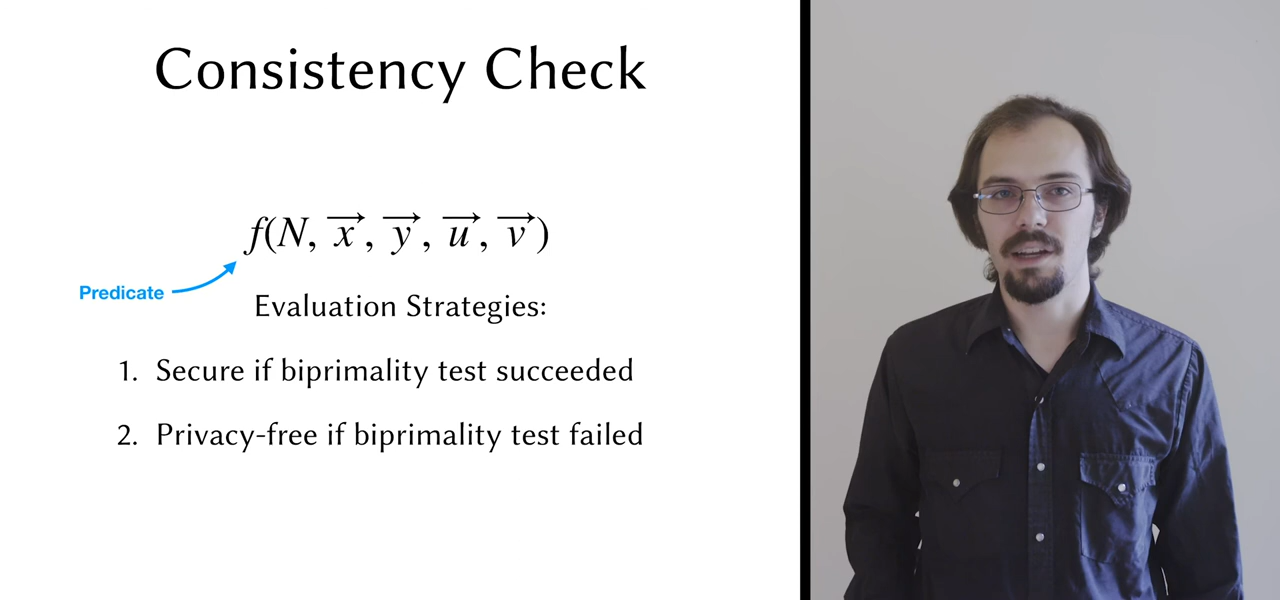 Consistency Check
f(N, x⃗, y⃗, u⃗, v⃗)
Predicate
Evaluation Strategies:
1. Secure if biprimality test succeeded
2. Privacy-free if biprimality test failed